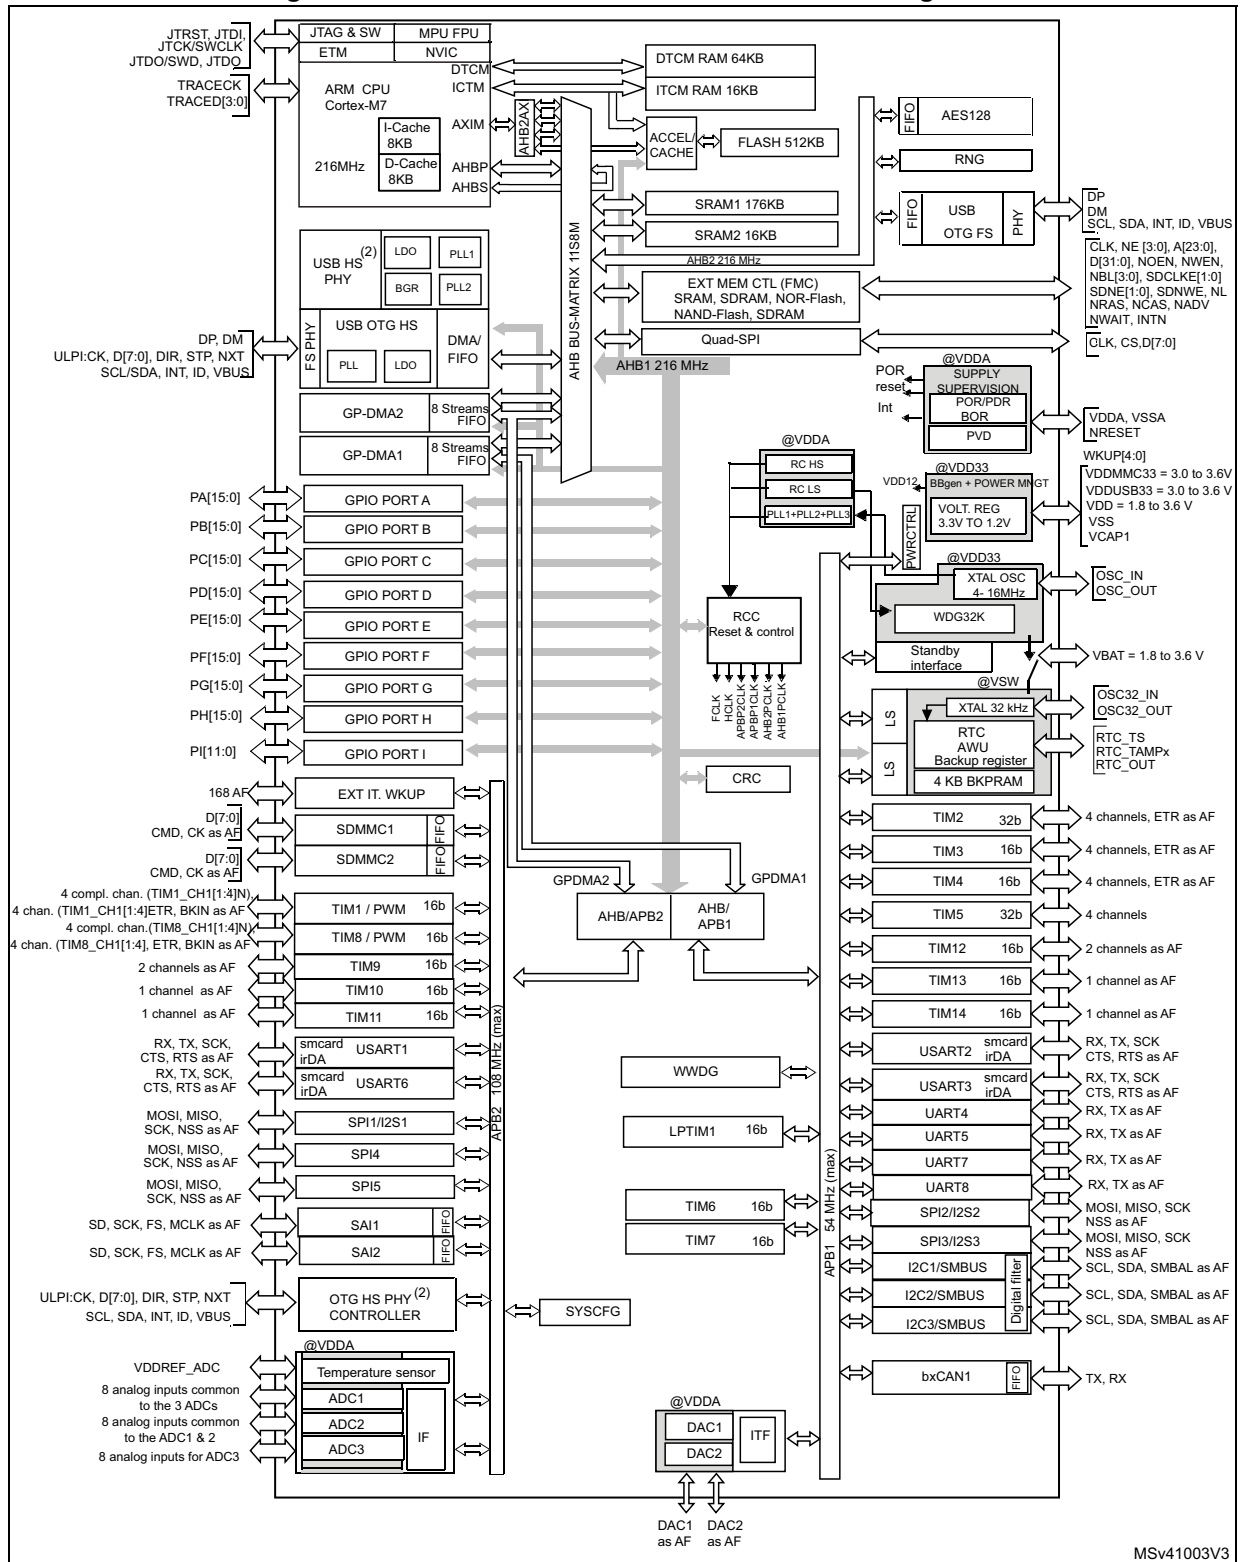 JTRST, JTDI,
JTCK/SWCLK
JTDO/SWD, JTDO
JTAG & SW
MPU FPU
ETM
NVIC
DTCM
ICTM
TRACECK
TRACED[3:0]
ARM CPU
Cortex-M7
AXIM
I-Cache
8KB
216MHz
D-Cache
8KB
AHBP
AHBS
AHB2AX
DTCM RAM 64KB
ITCM RAM 16KB
ACCEL/
CACHE
FLASH 512KB
SRAM1 176KB
SRAM2 16KB
AHB2 216 MHz
EXT MEM CTL (FMC)
SRAM, SDRAM, NOR-Flash,
NAND-Flash, SDRAM
Quad-SPI
AHB BUS-MATRIX 11S8M
AHB1 216 MHz
FIFO
AES128
RNG
FIFO
USB
OTG FS
PHY
DP
DM
SCL, SDA, INT, ID, VBUS
CLK, NE [3:0], A[23:0],
D[31:0], NOEN, NWEN,
NBL[3:0], SDCLKE[1:0]
SDNE[1:0], SDNWE, NL
NRAS, NCAS, NADV
NWAIT, INTN
CLK, CS,D[7:0]
USB HS (2)
PHY
LDO
PLL1
BGR
PLL2
DP, DM
ULPI:CK, D[7:0], DIR, STP, NXT
SCL/SDA, INT, ID, VBUS
FS PHY
USB OTG HS
PLL
LDO
DMA/
FIFO
GP-DMA2
8 Streams
FIFO
GP-DMA1
8 Streams
FIFO
@VDDA
POR
reset
Int
SUPPLY
SUPERVISION
POR/PDR
BOR
PVD
VDDA, VSSA
NRESET
WKUP[4:0]
@VDDA
RC HS
RC LS
PLL1+PLL2+PLL3
@VDD33
VDD12
BBgen + POWER MNGT
VOLT. REG
3.3V TO 1.2V
VDDMMC33 = 3.0 to 3.6V
VDDUSB33 = 3.0 to 3.6 V
VDD = 1.8 to 3.6 V
VSS
VCAP1
PWRCTRL
@VDD33
XTAL OSC
4- 16MHz
WDG32K
OSC_IN
OSC_OUT
Standby
interface
VBAT = 1.8 to 3.6 V
@VSW
LS
LS
XTAL 32 kHz
RTC
AWU
Backup register
4 KB BKPRAM
OSC32_IN
OSC32_OUT
RTC_TS
RTC_TAMPx
RTC_OUT
RCC
Reset & control
FCLK
HCLK
APBP2CLK
APBP1CLK
AHB2PCLK
AHB1PCLK
CRC
PA[15:0]
GPIO PORT A
PB[15:0]
GPIO PORT B
PC[15:0]
GPIO PORT C
PD[15:0]
GPIO PORT D
PE[15:0]
GPIO PORT E
PF[15:0]
GPIO PORT F
PG[15:0]
GPIO PORT G
PH[15:0]
GPIO PORT H
PI[11:0]
GPIO PORT I
168 AF
EXT IT. WKUP
D[7:0]
CMD, CK as AF
SDMMC1
FIFO
D[7:0]
CMD, CK as AF
SDMMC2
FIFO
4 compl. chan. (TIM1_CH1[1:4]N),
4 chan. (TIM1_CH1[1:4]ETR, BKIN as AF
TIM1 / PWM
16b
4 compl. chan.(TIM8_CH1[1:4]N),
4 chan. (TIM8_CH1[1:4], ETR, BKIN as AF
TIM8 / PWM
16b
2 channels as AF
TIM9
16b
1 channel as AF
TIM10
16b
1 channel as AF
TIM11
16b
RX, TX, SCK,
CTS, RTS as AF
smcard
irDA
USART1
RX, TX, SCK,
CTS, RTS as AF
smcard
irDA
USART6
MOSI, MISO,
SCK, NSS as AF
SPI1/I2S1
MOSI, MISO,
SCK, NSS as AF
SPI4
MOSI, MISO,
SCK, NSS as AF
SPI5
SD, SCK, FS, MCLK as AF
SAI1
FIFO
SD, SCK, FS, MCLK as AF
SAI2
FIFO
ULPI:CK, D[7:0], DIR, STP, NXT
SCL, SDA, INT, ID, VBUS
OTG HS PHY (2)
CONTROLLER
SYSCFG
@VDDA
VDDREF_ADC
Temperature sensor
8 analog inputs common
to the 3 ADCs
ADC1
8 analog inputs common
to the ADC1 & 2
ADC2
8 analog inputs for ADC3
ADC3
IF
APB2 108 MHz (max)
GPDMA2
GPDMA1
AHB/APB2
AHB/
APB1
WWDG
LPTIM1
16b
TIM6
16b
TIM7
16b
@VDDA
DAC1
DAC2
ITF
DAC1
as AF
DAC2
as AF
APB1 54 MHz (max)
TIM2
32b
4 channels, ETR as AF
TIM3
16b
4 channels, ETR as AF
TIM4
16b
4 channels, ETR as AF
TIM5
32b
4 channels
TIM12
16b
2 channels as AF
TIM13
16b
1 channel as AF
TIM14
16b
1 channel as AF
USART2
smcard
irDA
RX, TX, SCK
CTS, RTS as AF
USART3
smcard
irDA
RX, TX, SCK
CTS, RTS as AF
UART4
RX, TX as AF
UART5
RX, TX as AF
UART7
RX, TX as AF
UART8
RX, TX as AF
SPI2/I2S2
MOSI, MISO, SCK
NSS as AF
SPI3/I2S3
MOSI, MISO, SCK
NSS as AF
I2C1/SMBUS
SCL, SDA, SMBAL as AF
I2C2/SMBUS
SCL, SDA, SMBAL as AF
I2C3/SMBUS
SCL, SDA, SMBAL as AF
Digital filter
bxCAN1
FIFO
TX, RX
MSv41003V3